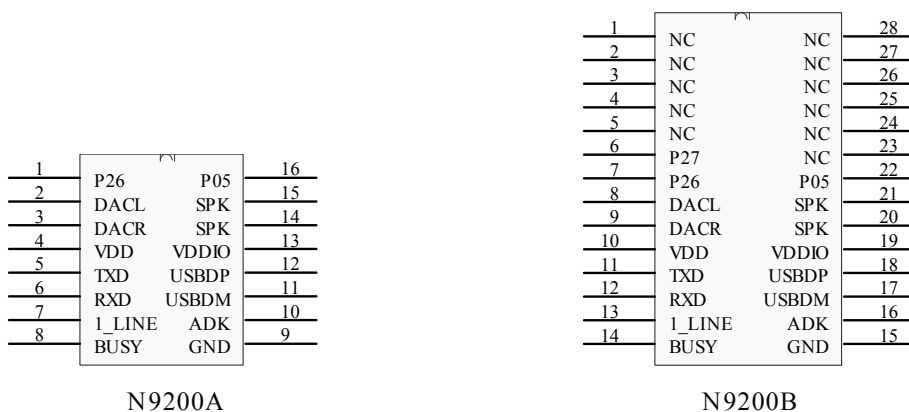 1 NC NC 28
2 NC NC 27
3 NC NC 26
4 NC NC 25
5 NC NC 24
6 P27 NC 23
7 P26 P05 22
8 DACL SPK 21
9 DACR SPK 20
10 VDD VDDIO 19
11 TXD USBDP 18
12 RXD USBDM 17
13 1_LINE ADK 16
14 BUSY GND 15
N9200B
1 P26 P05 16
2 DACL SPK 15
3 DACR SPK 14
4 VDD VDDIO 13
5 TXD USBDP 12
6 RXD USBDM 11
7 1_LINE ADK 10
8 BUSY GND 9
N9200A